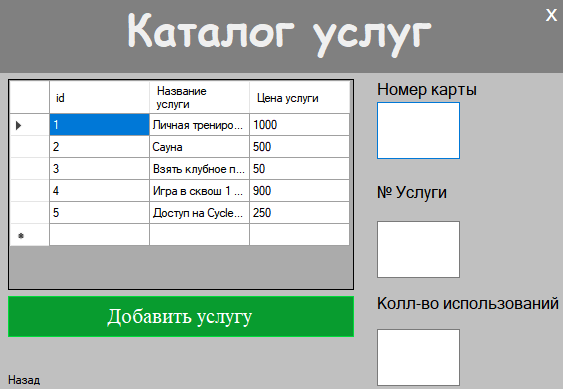 Каталог услуг
X
id Название услуги Цена услуги
1 Личная трениро... 1000
2 Сауна 500
3 Взять клубное п... 50
4 Игра в сквош 1 ... 900
5 Доступ на Cycle... 250
Добавить услугу
Назад
Номер карты
№ Услуги
Колл-во использований